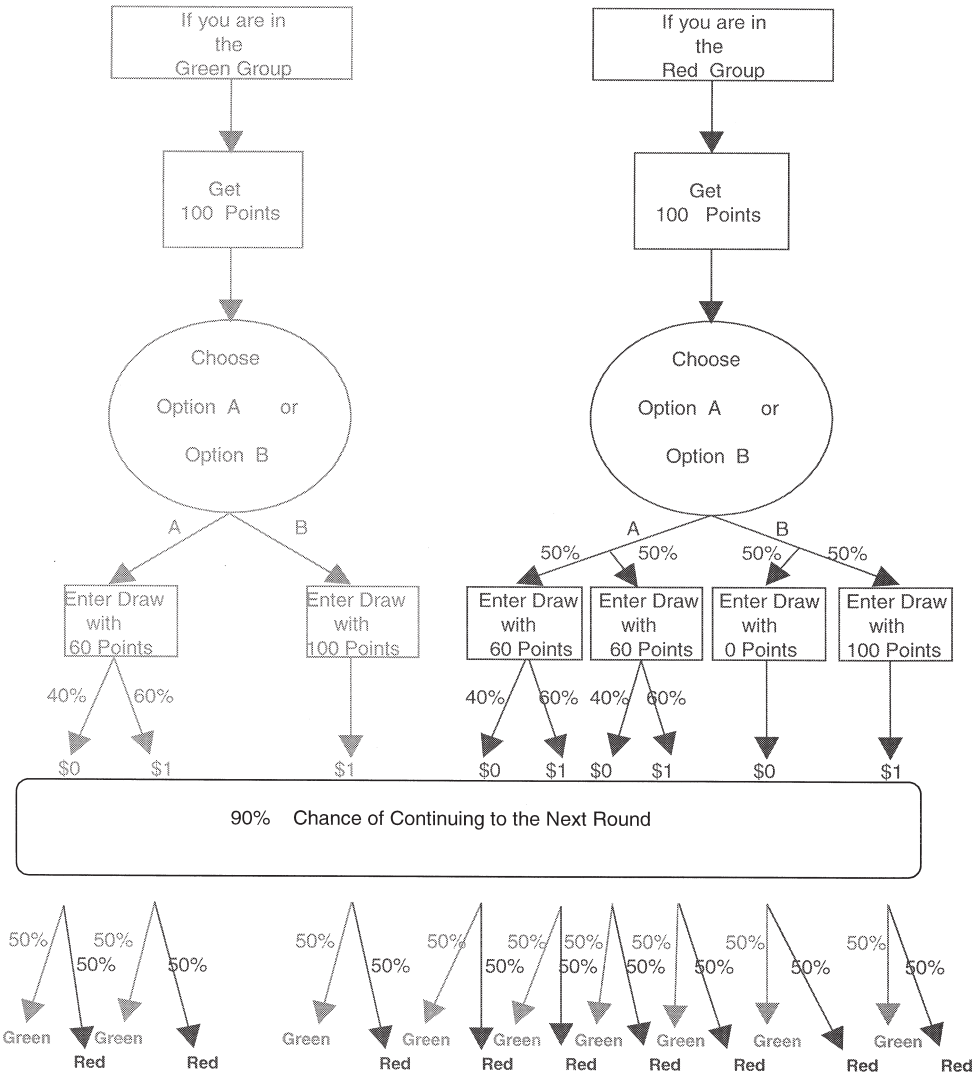 If you are in
the
Green Group
If you are in
the
Red Group
Get
100 Points
Get
100 Points
Choose
Option A or
Option B
Choose
Option A or
Option B
A B
A B
50% 50% 50% 50%
Enter Draw
with
60 Points
Enter Draw
with
100 Points
Enter Draw
with
60 Points
Enter Draw
with
60 Points
Enter Draw
with
0 Points
Enter Draw
with
100 Points
40% 60% 40% 60% 40% 60%
$0 $1 $1 $0 $1 $0 $1 $0 $1
90% Chance of Continuing to the Next Round
50% 50% 50% 50% 50% 50% 50% 50% 50%
50% 50% 50% 50% 50% 50% 50% 50% 50%
Green Green Green Green Green Green Green Green Green
Red Red Red Red Red Red Red Red Red